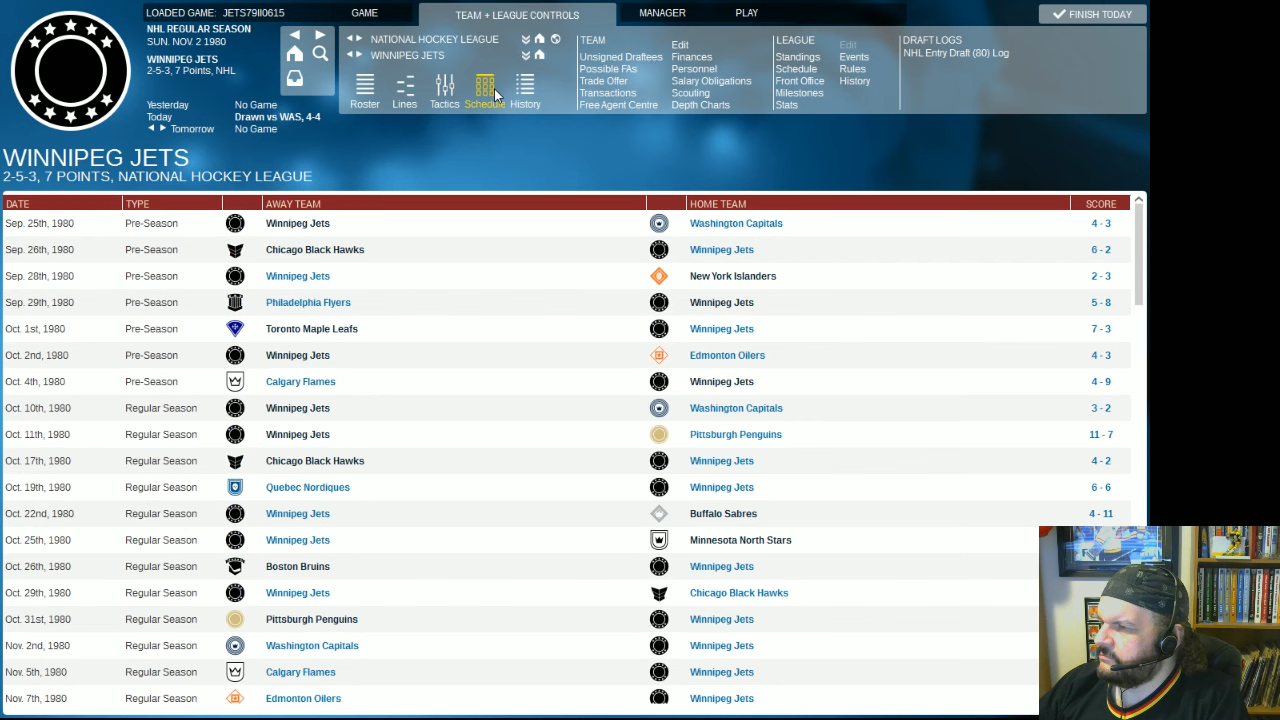 LOADED GAME: JETS79II0615
GAME
TEAM + LEAGUE CONTROLS
MANAGER
PLAY
FINISH TODAY
NHL REGULAR SEASON
SUN. NOV. 2 1980
WINNIPEG JETS
2-5-3, 7 Points, NHL
Yesterday No Game
Today Drawn vs WAS, 4-4
Tomorrow No Game
NATIONAL HOCKEY LEAGUE
WINNIPEG JETS
Roster Lines Tactics Schedule History
TEAM
Unsigned Draftees
Possible FAs
Trade Offer
Transactions
Free Agent Centre
Edit
Finances
Personnel
Salary Obligations
Scouting
Depth Charts
LEAGUE
Standings
Schedule
Front Office
Milestones
Stats
Edit
Events
Rules
History
DRAFT LOGS
NHL Entry Draft (80) Log
WINNIPEG JETS
2-5-3, 7 POINTS, NATIONAL HOCKEY LEAGUE
DATE TYPE AWAY TEAM HOME TEAM SCORE
Sep. 25th, 1980 Pre-Season Winnipeg Jets Washington Capitals 4 - 3
Sep. 26th, 1980 Pre-Season Chicago Black Hawks Winnipeg Jets 6 - 2
Sep. 28th, 1980 Pre-Season Winnipeg Jets New York Islanders 2 - 3
Sep. 29th, 1980 Pre-Season Philadelphia Flyers Winnipeg Jets 5 - 8
Oct. 1st, 1980 Pre-Season Toronto Maple Leafs Winnipeg Jets 7 - 3
Oct. 2nd, 1980 Pre-Season Winnipeg Jets Edmonton Oilers 4 - 3
Oct. 4th, 1980 Pre-Season Calgary Flames Winnipeg Jets 4 - 9
Oct. 10th, 1980 Regular Season Winnipeg Jets Washington Capitals 3 - 2
Oct. 11th, 1980 Regular Season Winnipeg Jets Pittsburgh Penguins 11 - 7
Oct. 17th, 1980 Regular Season Chicago Black Hawks Winnipeg Jets 4 - 2
Oct. 19th, 1980 Regular Season Quebec Nordiques Winnipeg Jets 6 - 6
Oct. 22nd, 1980 Regular Season Winnipeg Jets Buffalo Sabres 4 - 11
Oct. 25th, 1980 Regular Season Winnipeg Jets Minnesota North Stars
Oct. 26th, 1980 Regular Season Boston Bruins Winnipeg Jets
Oct. 29th, 1980 Regular Season Winnipeg Jets Chicago Black Hawks
Oct. 31st, 1980 Regular Season Pittsburgh Penguins Winnipeg Jets
Nov. 2nd, 1980 Regular Season Washington Capitals Winnipeg Jets
Nov. 5th, 1980 Regular Season Calgary Flames Winnipeg Jets
Nov. 7th, 1980 Regular Season Edmonton Oilers Winnipeg Jets